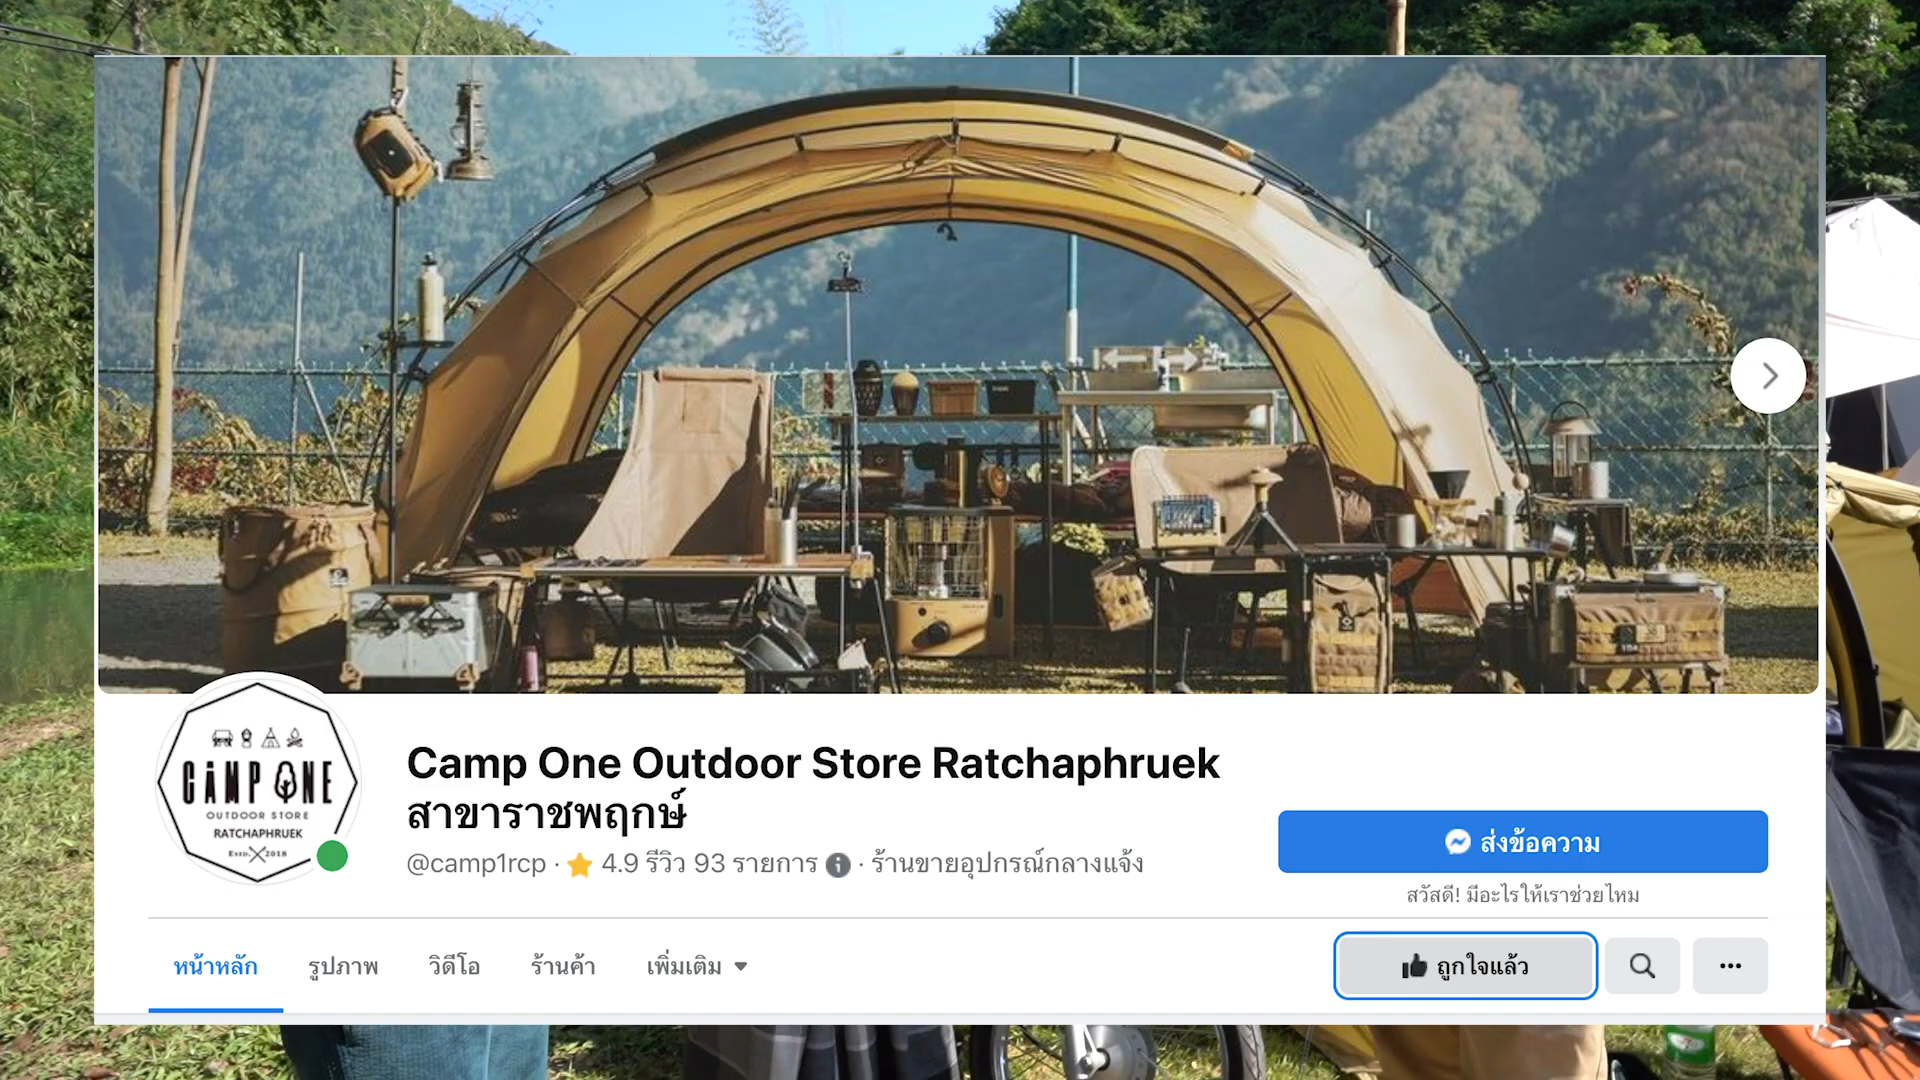 CAMP ONE
OUTDOOR STORE
RATCHAPHRUEK
ESTD. 2018
Camp One Outdoor Store Ratchaphruek
สาขาราชพฤกษ์
@camp1rcp · 4.9 รีวิว 93 รายการ · ร้านขายอุปกรณ์กลางแจ้ง
ส่งข้อความ
สวัสดี! มีอะไรให้เราช่วยไหม
หน้าหลัก รูปภาพ วิดีโอ ร้านค้า เพิ่มเติม
ถูกใจแล้ว